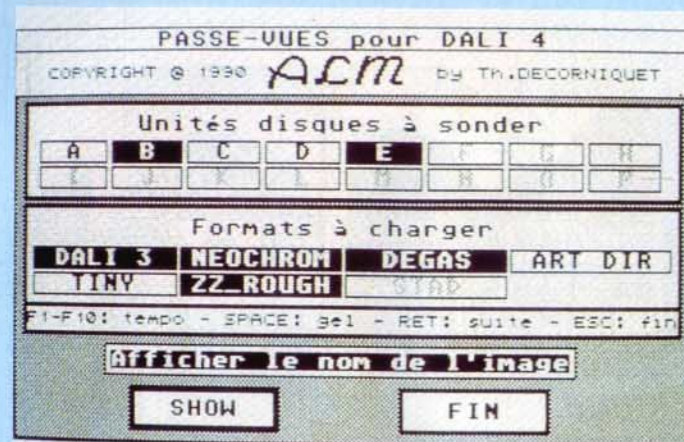 PASSE-VUES pour DALI 4
COPYRIGHT @ 1990 ALM by Th.DECORNIQUET
Unités disques à sonder
A B C D E F G H
I J K L M N O P
Formats à charger
DALI 3 NEOCHROM DEGAS ART DIR
TINY ZZ_ROUGH STAD
F1-F10: tempo - SPACE: gel - RET: suite - ESC: fin
Afficher le nom de l'image
SHOW FIN